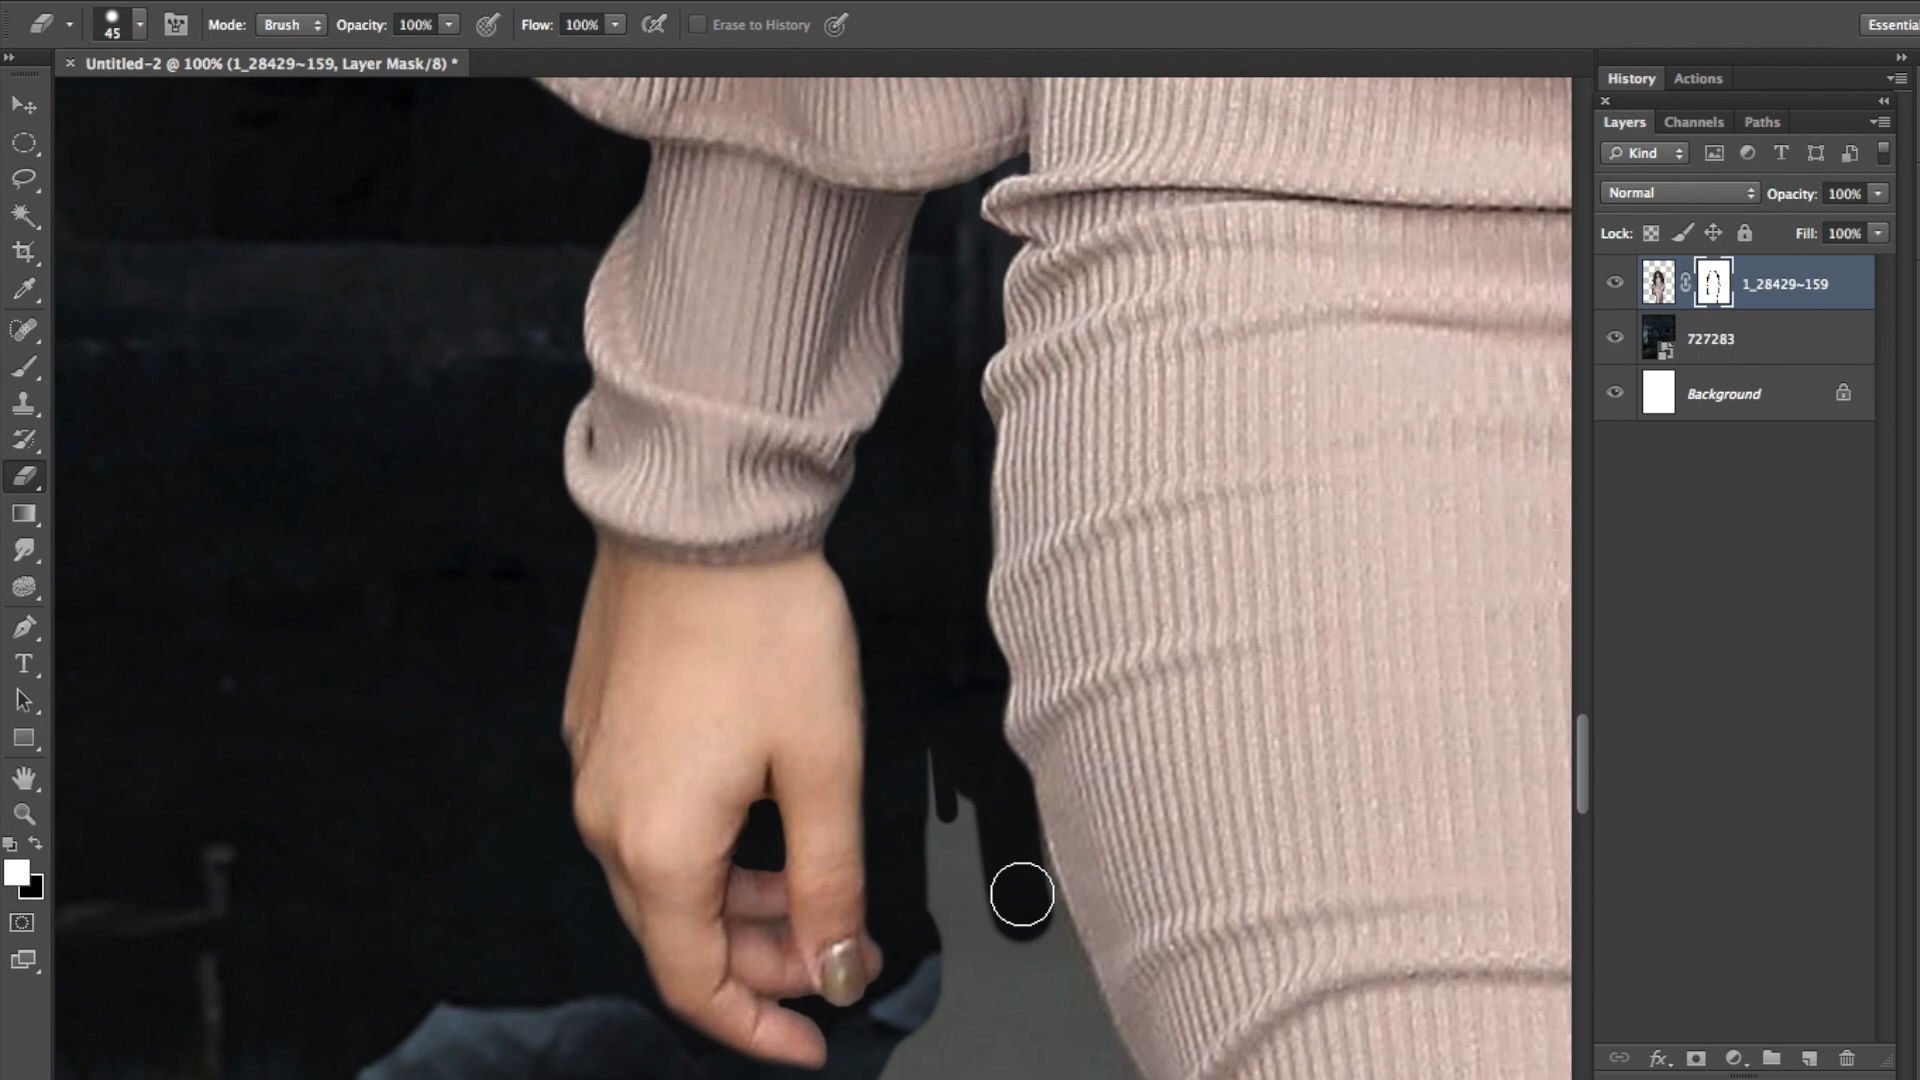 45
Mode: Brush Opacity: 100% Flow: 100% Erase to History
Essentia
Untitled-2 @ 100% (1_28429~159, Layer Mask/8) *
History Actions
Layers Channels Paths
Kind
Normal Opacity: 100%
Lock: Fill: 100%
1_28429~159
727283
Background
T
fx